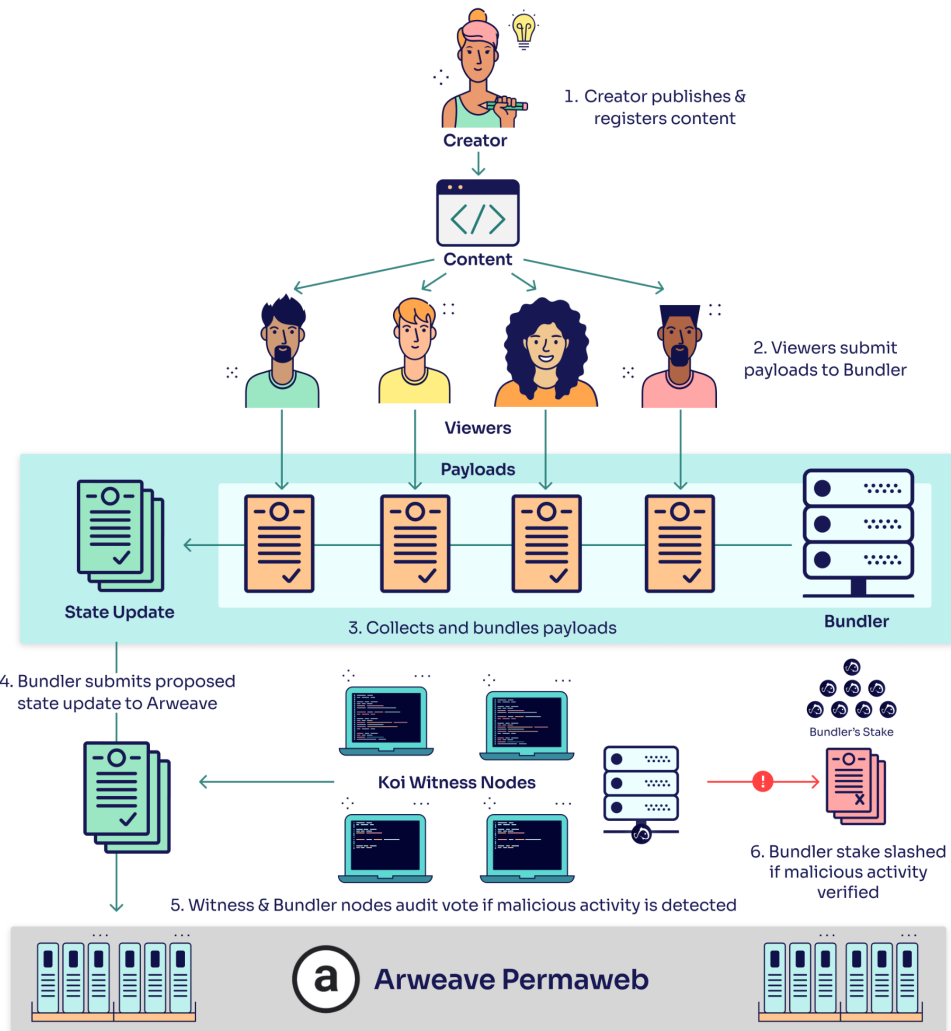 1. Creator publishes &
registers content
Creator
</>
Content
2. Viewers submit
payloads to Bundler
Viewers
Payloads
State Update
Bundler
3. Collects and bundles payloads
4. Bundler submits proposed
state update to Arweave
Bundler's Stake
Koi Witness Nodes
!
6. Bundler stake slashed
if malicious activity
verified
5. Witness & Bundler nodes audit vote if malicious activity is detected
a
Arweave Permaweb